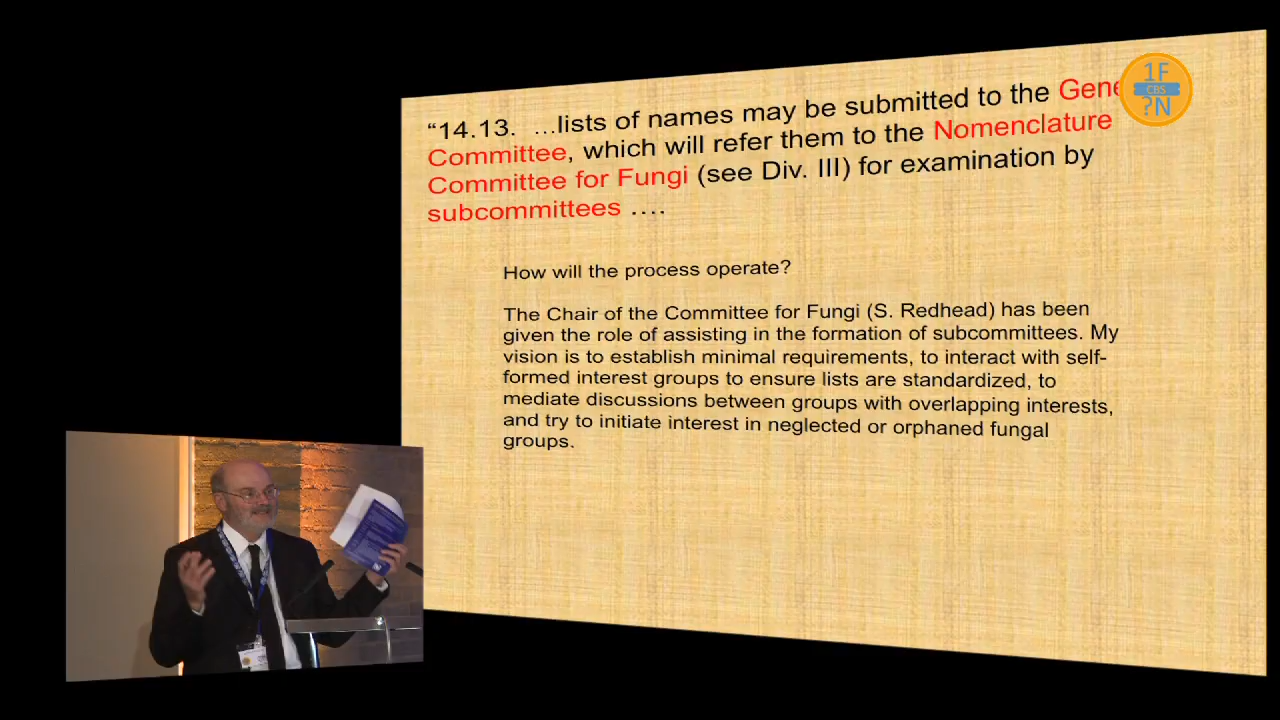 “14.13. …lists of names may be submitted to the
Committee, which will refer them to the Nomenclature
Committee for Fungi (see Div. III) for examination by
subcommittees ….
1F
CBS
?N
How will the process operate?
The Chair of the Committee for Fungi (S. Redhead) has been
given the role of assisting in the formation of subcommittees. My
vision is to establish minimal requirements, to interact with self-
formed interest groups to ensure lists are standardized, to
mediate discussions between groups with overlapping interests,
and try to initiate interest in neglected or orphaned fungal
groups.